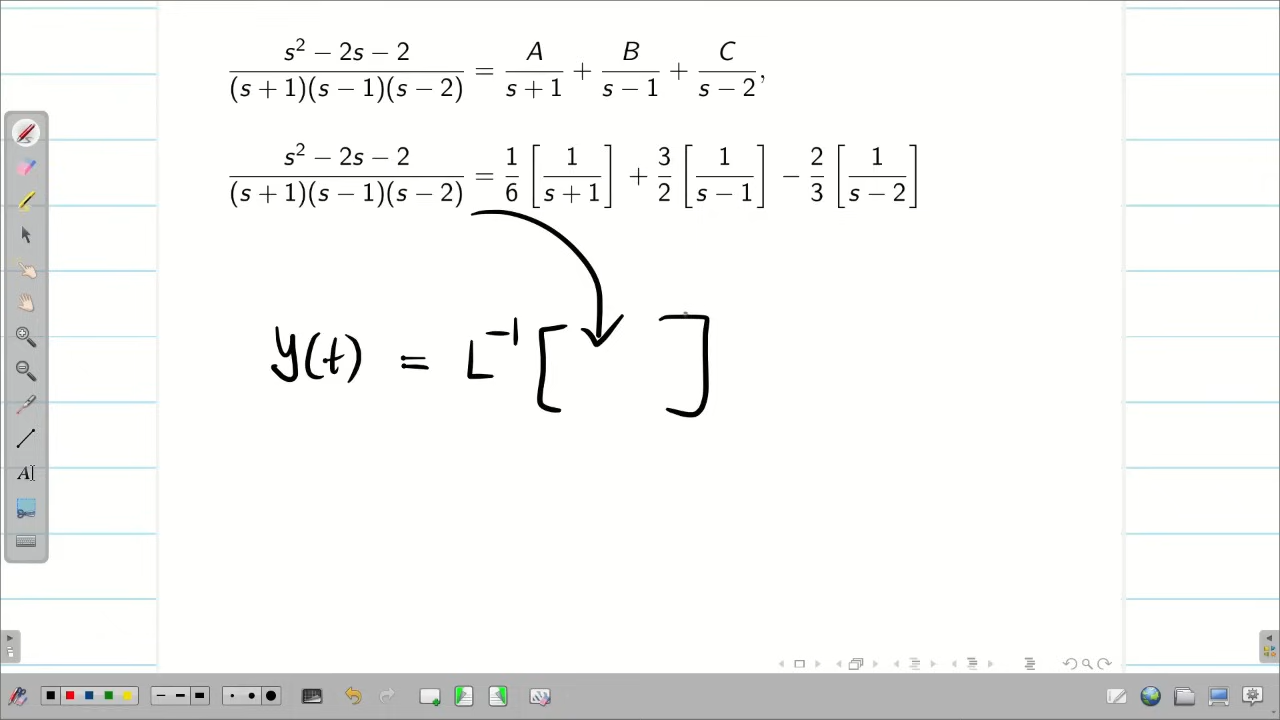 (s² − 2s − 2)/((s + 1)(s − 1)(s − 2)) = A/(s + 1) + B/(s − 1) + C/(s − 2),
(s² − 2s − 2)/((s + 1)(s − 1)(s − 2)) = 1/6 [1/(s + 1)] + 3/2 [1/(s − 1)] − 2/3 [1/(s − 2)]
y(t) = L⁻¹ [ ]
AI